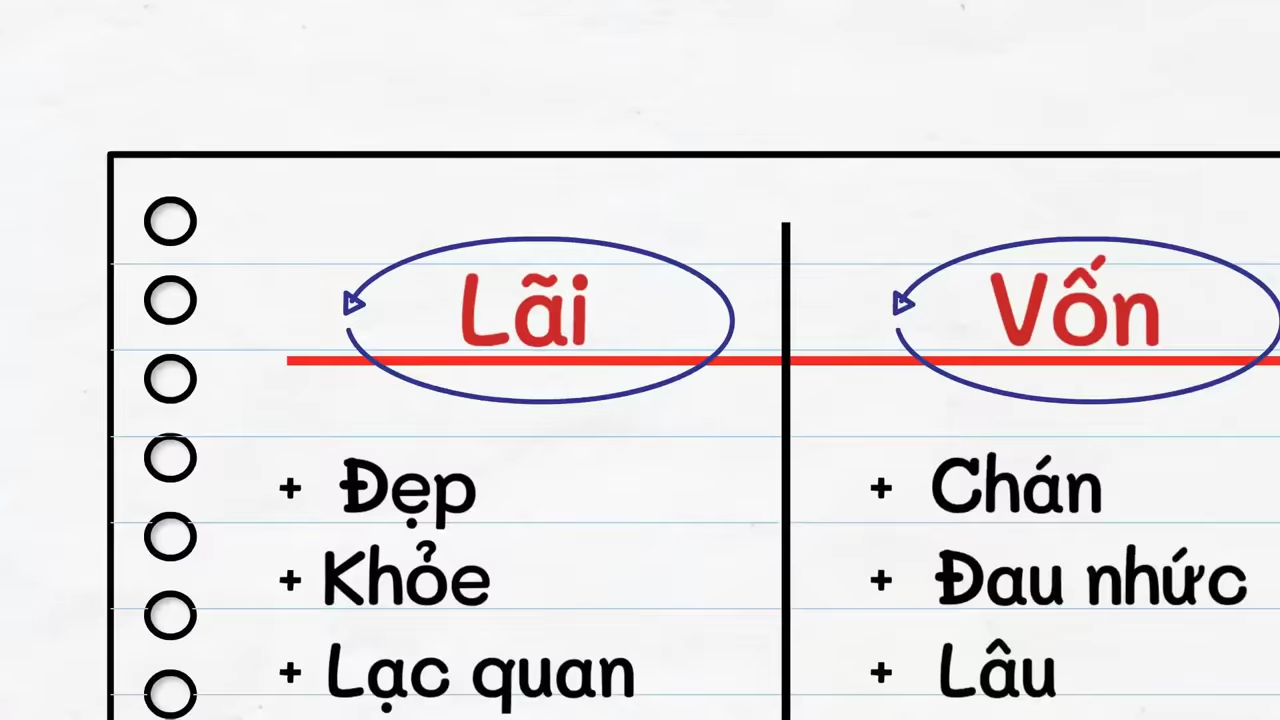 Lãi
Vốn
+ Đẹp
+ Khỏe
+ Lạc quan
+ Chán
+ Đau nhức
+ Lâu